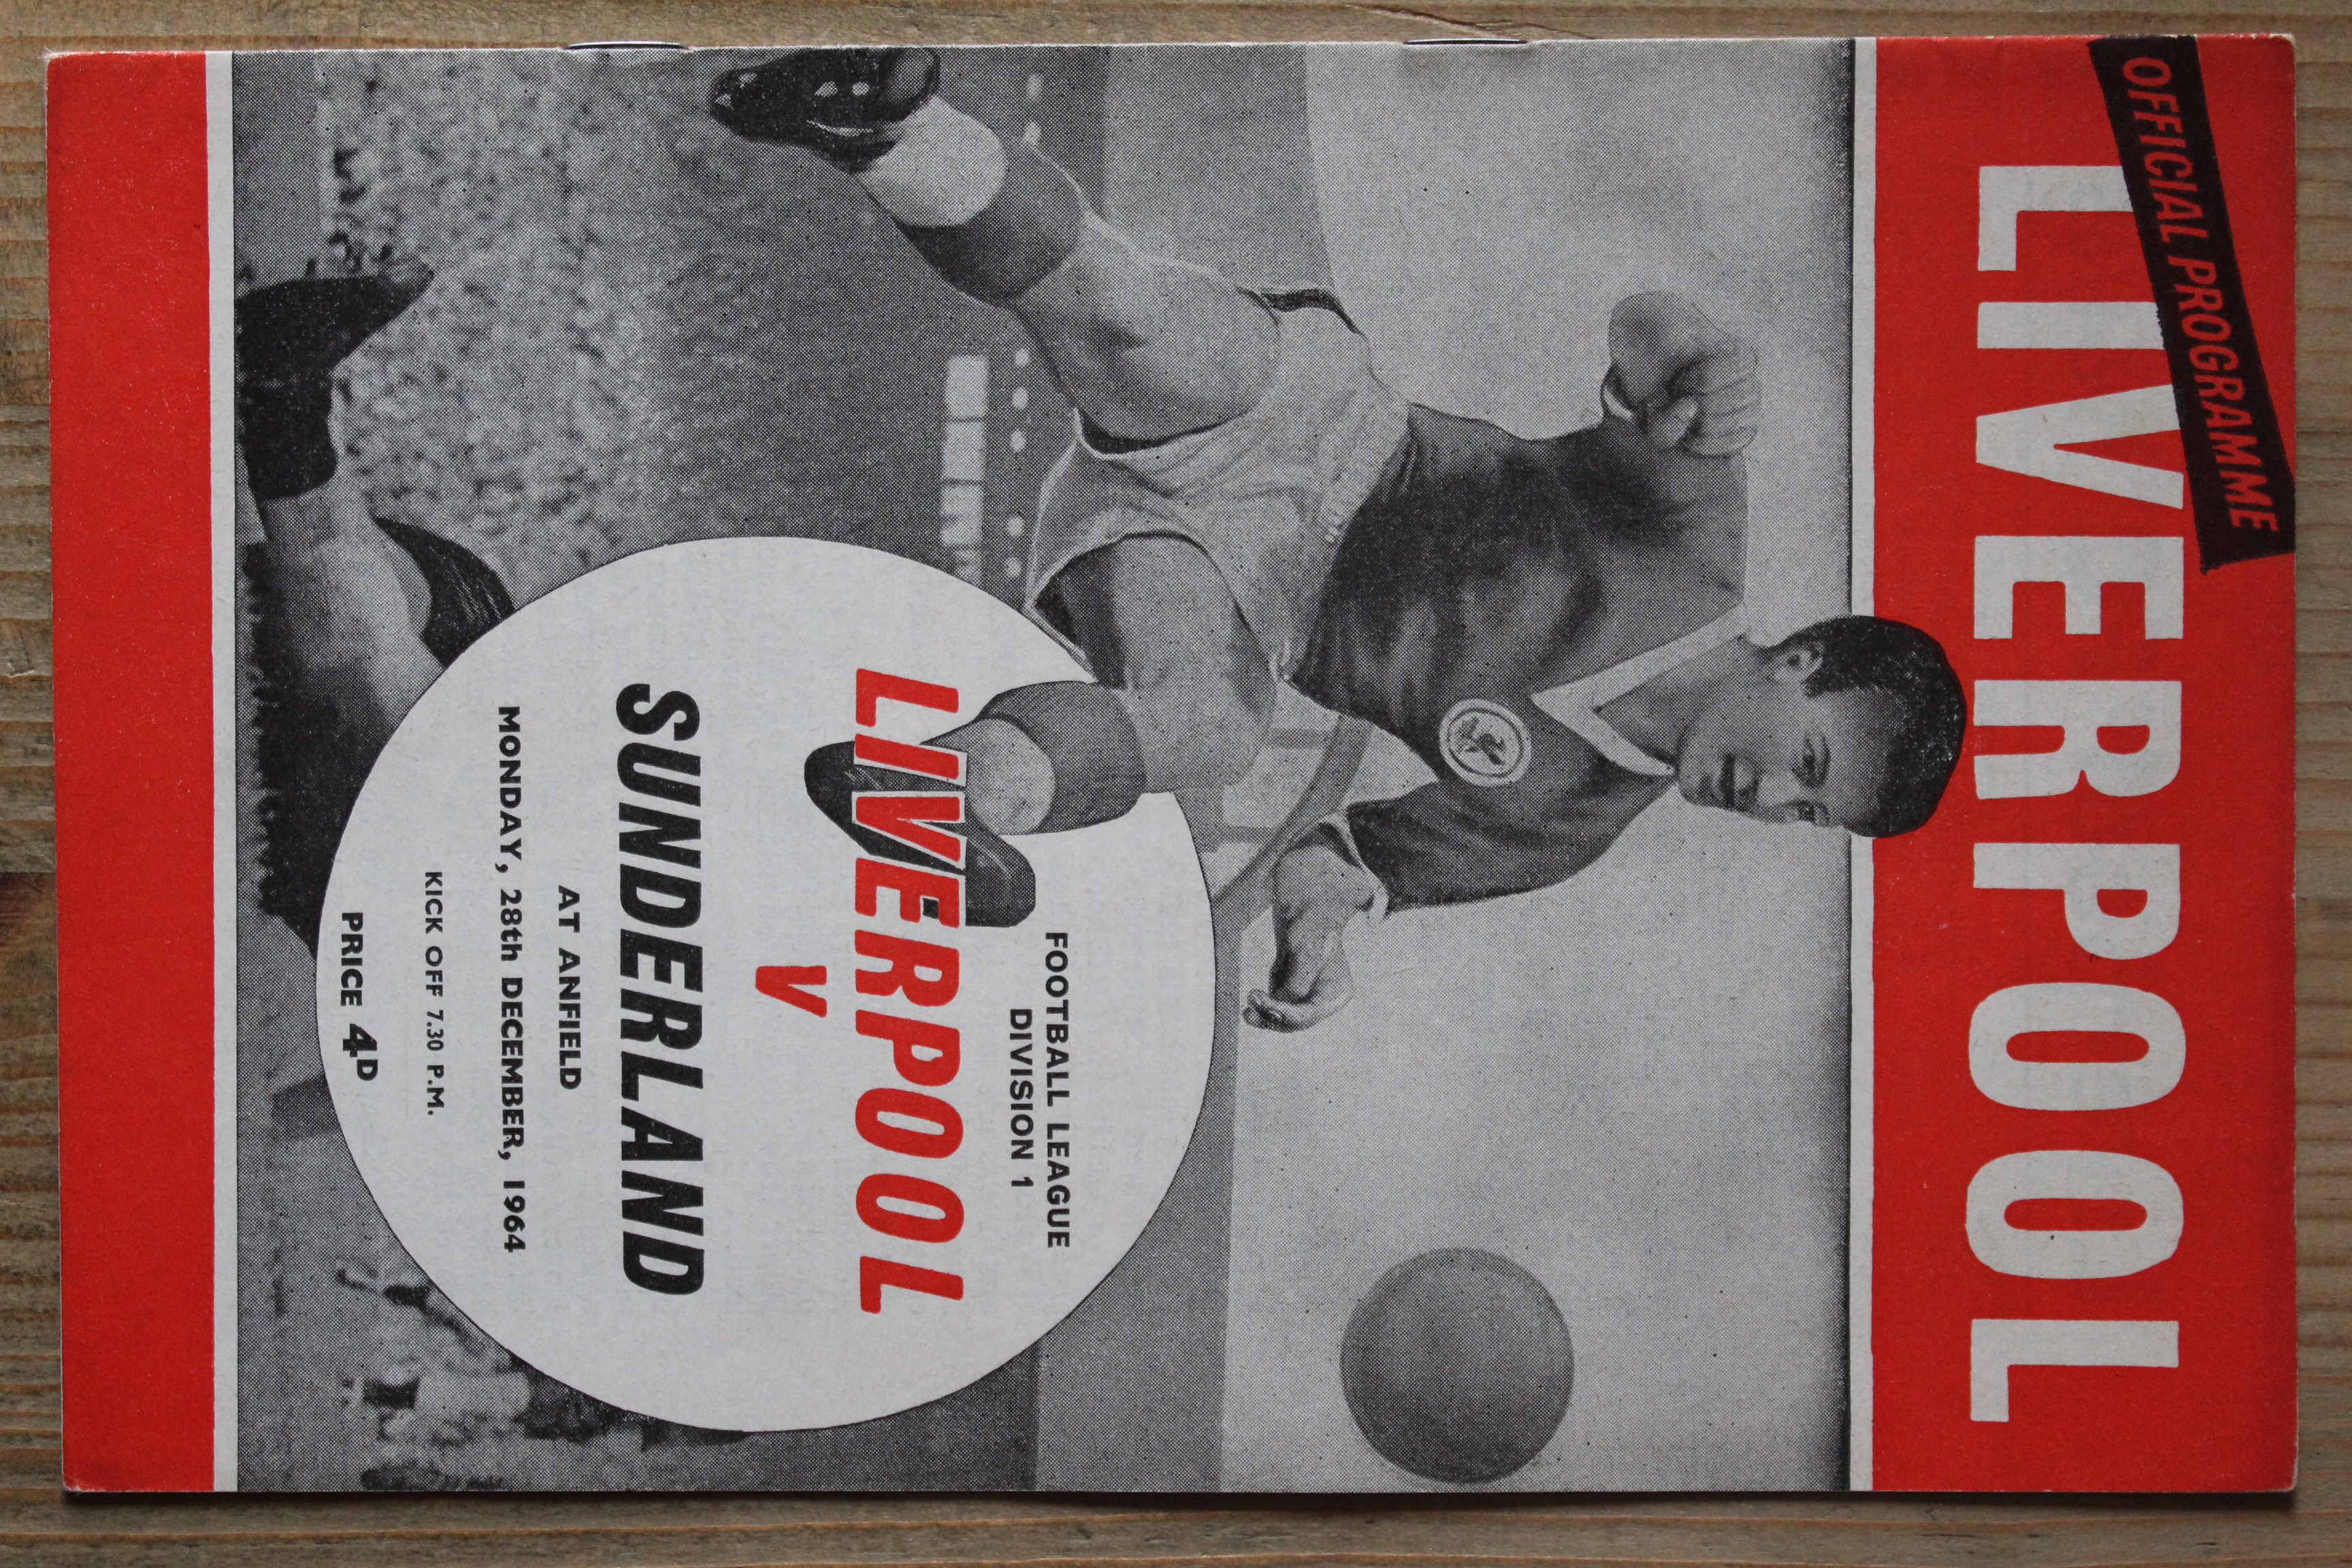 OFFICIAL PROGRAMME
LIVERPOOL
FOOTBALL LEAGUE
DIVISION 1
LIVERPOOL
V
SUNDERLAND
AT ANFIELD
MONDAY, 28th DECEMBER, 1964
KICK OFF 7.30 P.M.
PRICE 4D